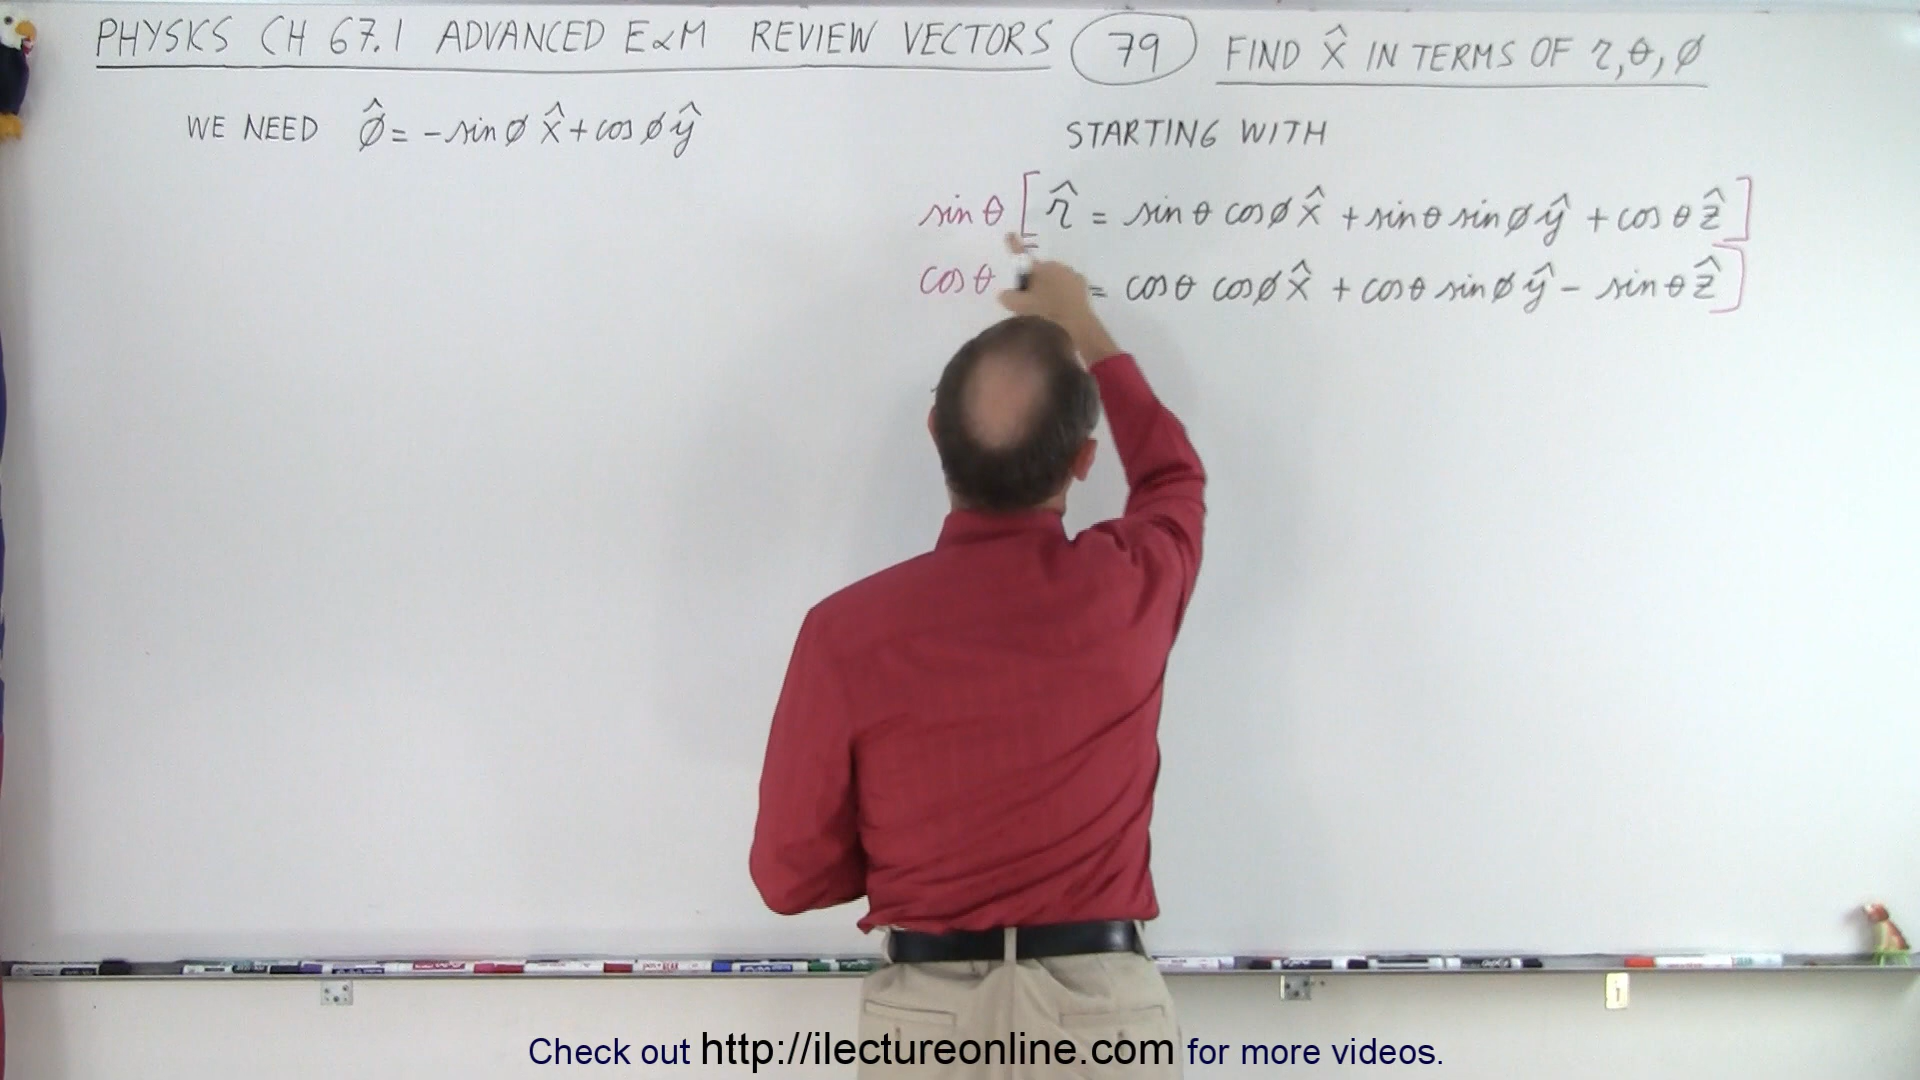 PHYSICS CH 67.1 ADVANCED E&M REVIEW VECTORS 79 FIND x̂ IN TERMS OF r, θ, ø
WE NEED ø̂ = - sin ø x̂ + cos ø ŷ
STARTING WITH
sin θ [ r̂ = sin θ cos ø x̂ + sin θ sin ø ŷ + cos θ ẑ ]
cos θ = cos θ cos ø x̂ + cos θ sin ø ŷ - sin θ ẑ ]
Check out http://ilectureonline.com for more videos.